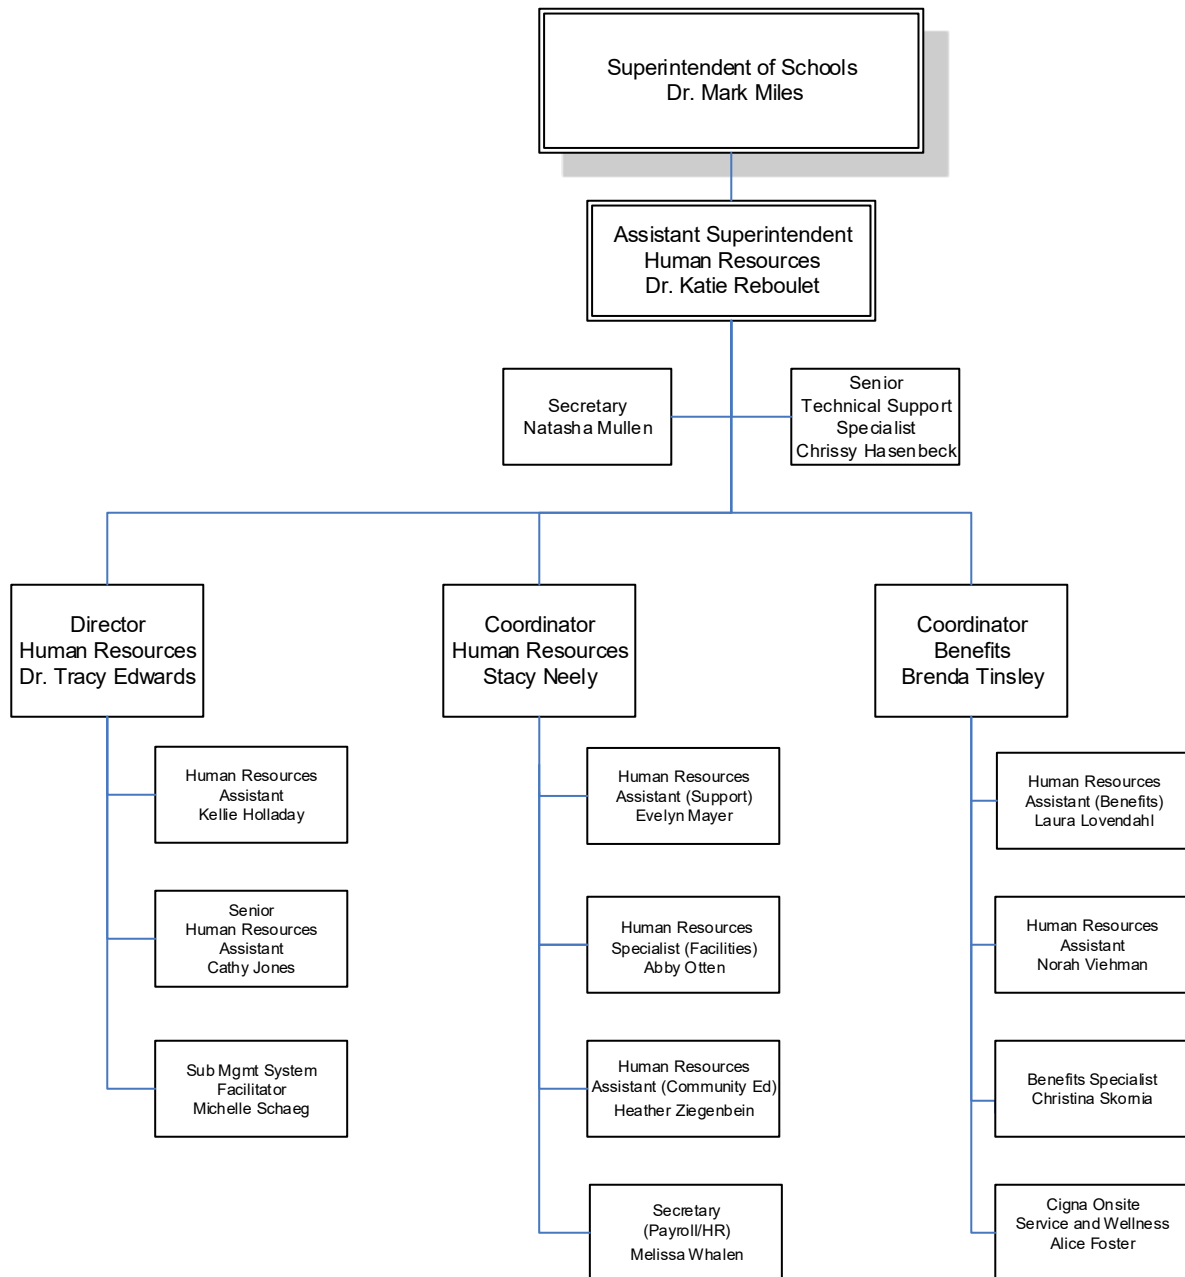 Superintendent of Schools
Dr. Mark Miles
Assistant Superintendent
Human Resources
Dr. Katie Reboulet
Secretary
Natasha Mullen
Senior
Technical Support
Specialist
Chrissy Hasenbeck
Director
Human Resources
Dr. Tracy Edwards
Coordinator
Human Resources
Stacy Neely
Coordinator
Benefits
Brenda Tinsley
Human Resources
Assistant
Kellie Holladay
Senior
Human Resources
Assistant
Cathy Jones
Sub Mgmt System
Facilitator
Michelle Schaeg
Human Resources
Assistant (Support)
Evelyn Mayer
Human Resources
Specialist (Facilities)
Abby Otten
Human Resources
Assistant (Community Ed)
Heather Ziegenbein
Secretary
(Payroll/HR)
Melissa Whalen
Human Resources
Assistant (Benefits)
Laura Lovendahl
Human Resources
Assistant
Norah Viehman
Benefits Specialist
Christina Skornia
Cigna Onsite
Service and Wellness
Alice Foster